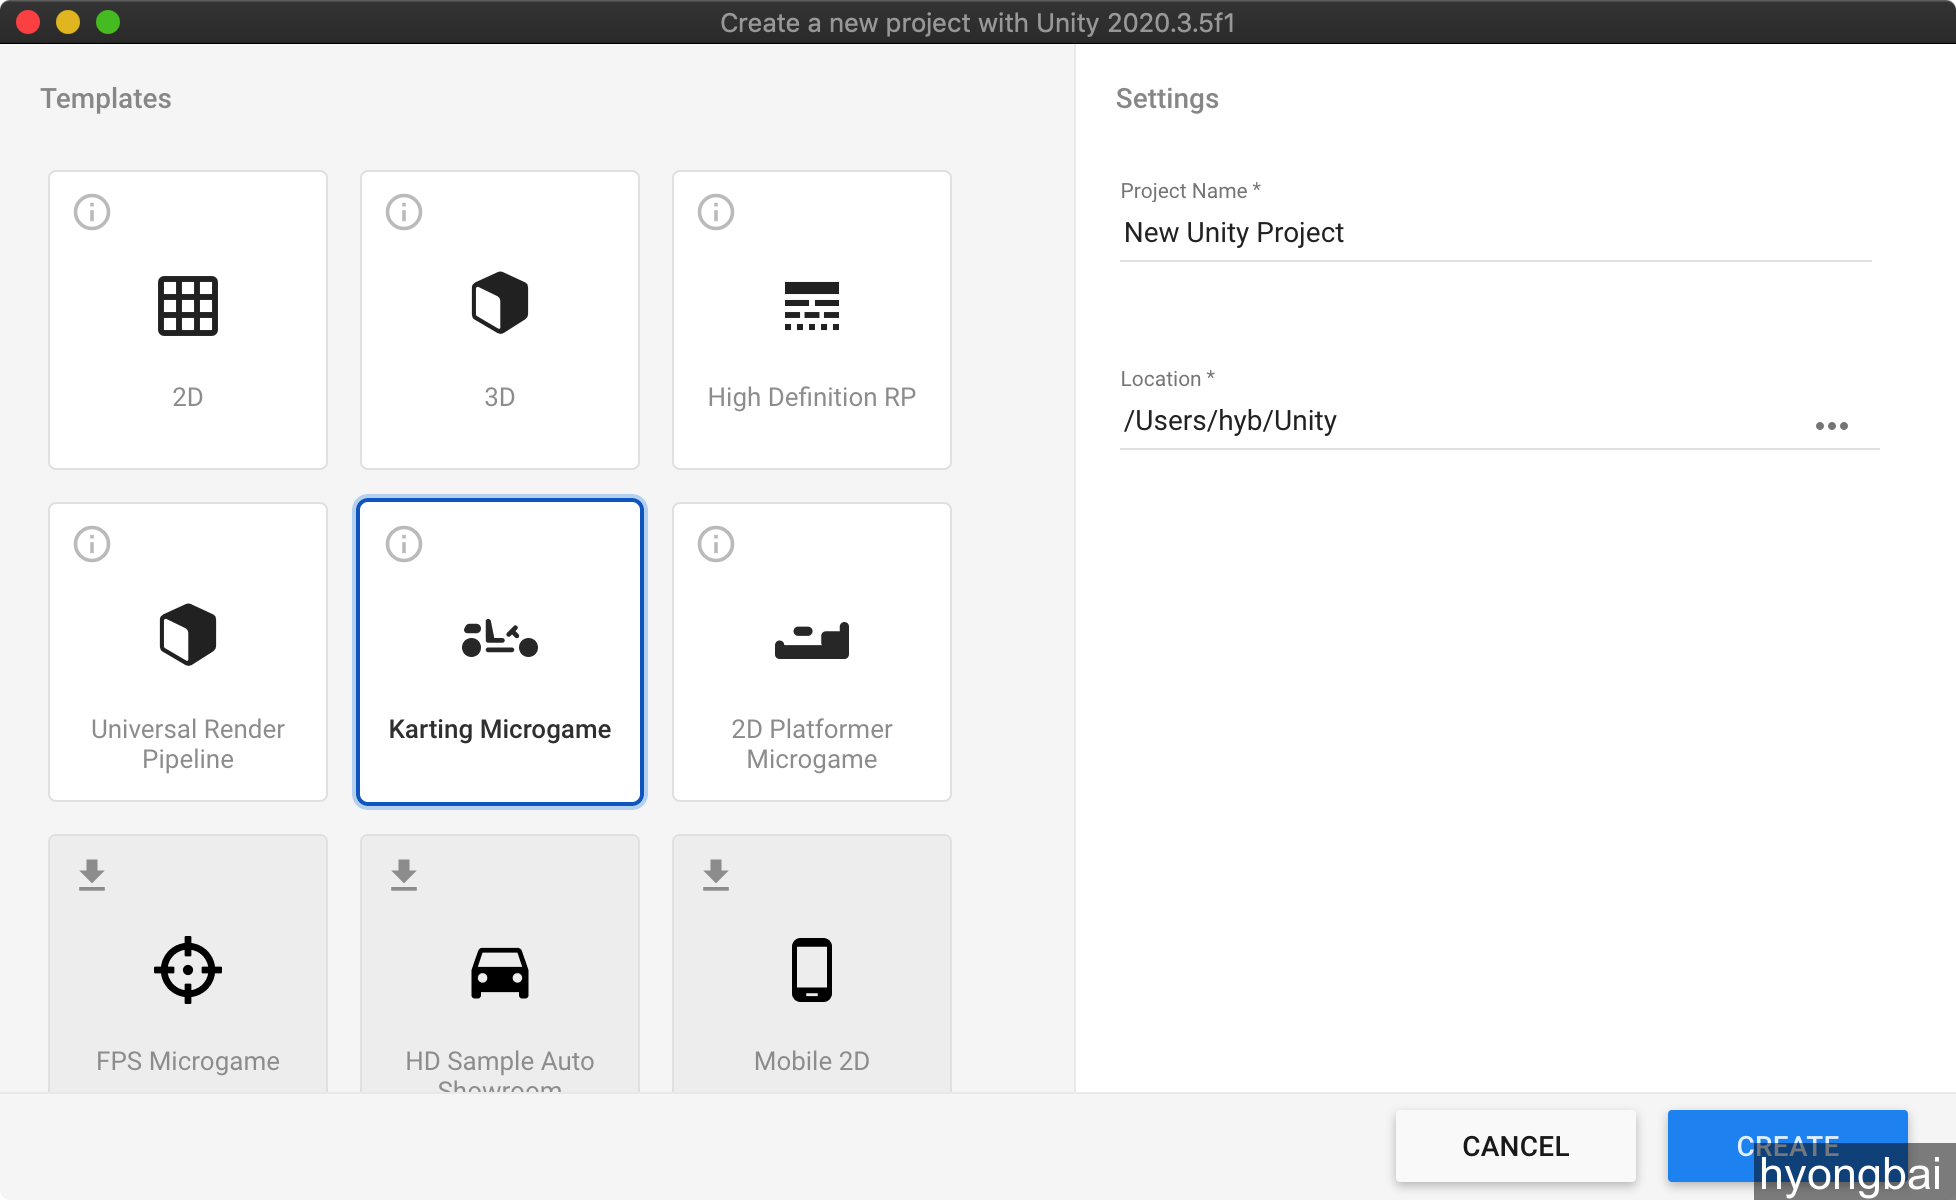 Create a new project with Unity 2020.3.5f1
Templates
2D
3D
High Definition RP
Universal Render
Pipeline
Karting Microgame
2D Platformer
Microgame
FPS Microgame
HD Sample Auto
Showroom
Mobile 2D
Settings
Project Name *
New Unity Project
Location *
/Users/hyb/Unity
CANCEL
CREATE
hyongbai